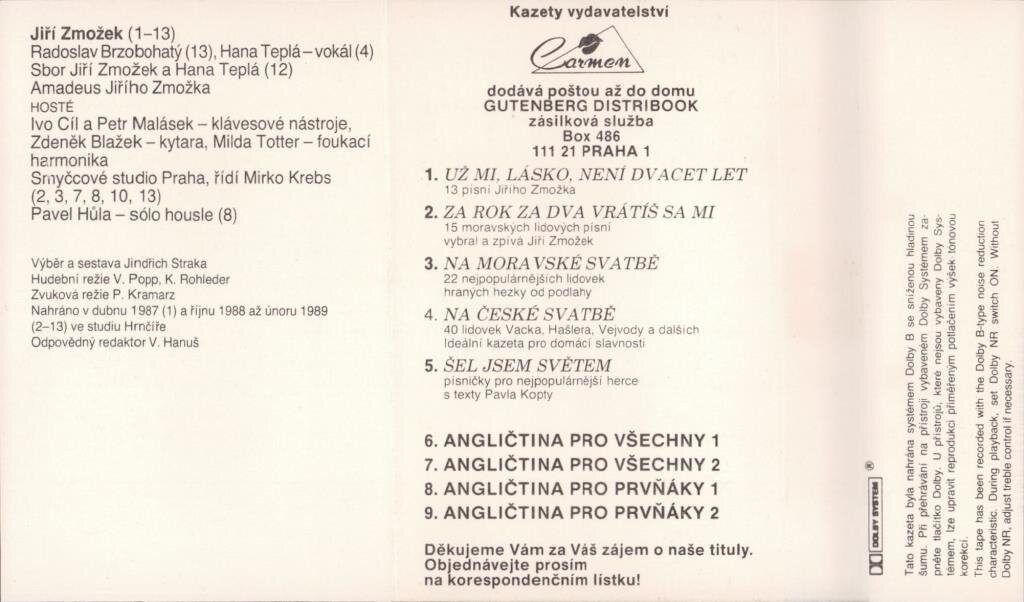 Jiří Zmožek (1–13)
Radoslav Brzobohatý (13), Hana Teplá – vokál (4)
Sbor Jiří Zmožek a Hana Teplá (12)
Amadeus Jiřího Zmožka
HOSTÉ
Ivo Cíl a Petr Malásek – klávesové nástroje,
Zdeněk Blažek – kytara, Milda Totter – foukací
harmonika
Smyčcové studio Praha, řídí Mirko Krebs
(2, 3, 7, 8, 10, 13)
Pavel Hůla – sólo housle (8)
Výběr a sestava Jindřich Straka
Hudební režie V. Popp, K. Rohleder
Zvuková režie P. Kramarz
Nahráno v dubnu 1987 (1) a říjnu 1988 až únoru 1989
(2–13) ve studiu Hrnčíře
Odpovědný redaktor V. Hanuš
Kazety vydavatelství
Carmen
dodává poštou až do domu
GUTENBERG DISTRIBOOK
zásilková služba
Box 486
111 21 PRAHA 1
1. UŽ MI, LÁSKO, NENÍ DVACET LET
13 písní Jiřího Zmožka
2. ZA ROK ZA DVA VRÁTÍŠ SA MI
15 moravských lidových písní
vybral a zpívá Jiří Zmožek
3. NA MORAVSKÉ SVATBĚ
22 nejpopulárnějších lidovek
hraných hezky od podlahy
4. NA ČESKÉ SVATBĚ
40 lidovek Vacka, Hašlera, Vejvody a dalších
Ideální kazeta pro domácí slavnosti
5. ŠEL JSEM SVĚTEM
písničky pro nejpopulárnější herce
s texty Pavla Kopty
6. ANGLIČTINA PRO VŠECHNY 1
7. ANGLIČTINA PRO VŠECHNY 2
8. ANGLIČTINA PRO PRVŇÁKY 1
9. ANGLIČTINA PRO PRVŇÁKY 2
Děkujeme Vám za Váš zájem o naše tituly.
Objednávejte prosím
na korespondenčním lístku!
DOLBY SYSTEM ®
Tato kazeta byla nahrána systémem Dolby B se sníženou hladinou
šumu. Při přehrávání na přístroji vybaveném Dolby Systémem za-
pněte tlačítko Dolby. U přístrojů, které nejsou vybaveny Dolby Sys-
témem, lze upravit reprodukci přiměřeným potlačením výšek tónovou
korekcí.
This tape has been recorded with the Dolby B-type noise reduction
characteristic. During playback, set Dolby NR switch ON. Without
Dolby NR, adjust treble control if necessary.